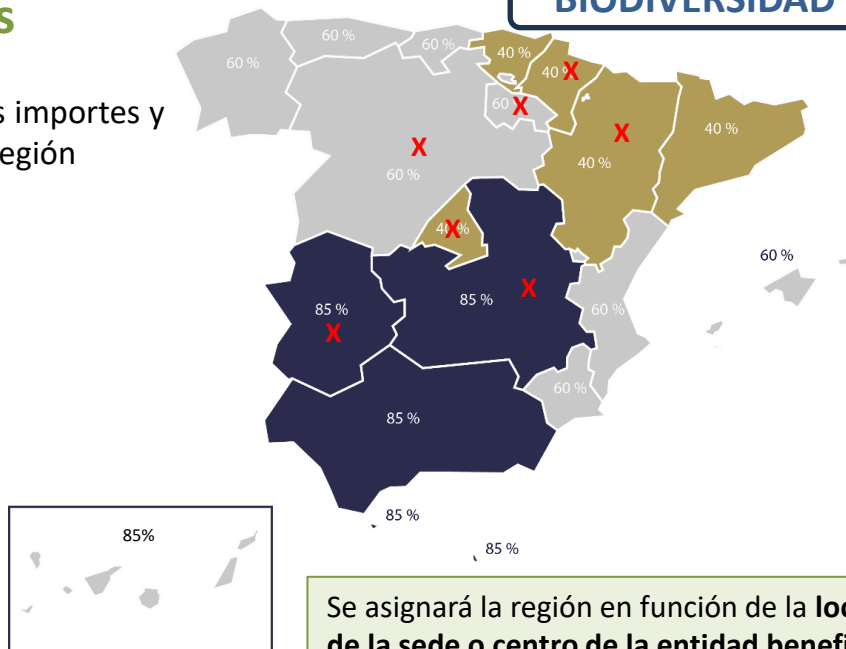 s
BIODIVERSIDAD
s importes y
egión
60 %
60 %
60 %
40 %
40 X
60 X
X
X
40 %
40 %
60 %
40 X %
60 %
85 %
X
85 %
X
60 %
60 %
85 %
85 %
85 %
85%
Se asignará la región en función de la loc
de la sede o centro de la entidad benefi